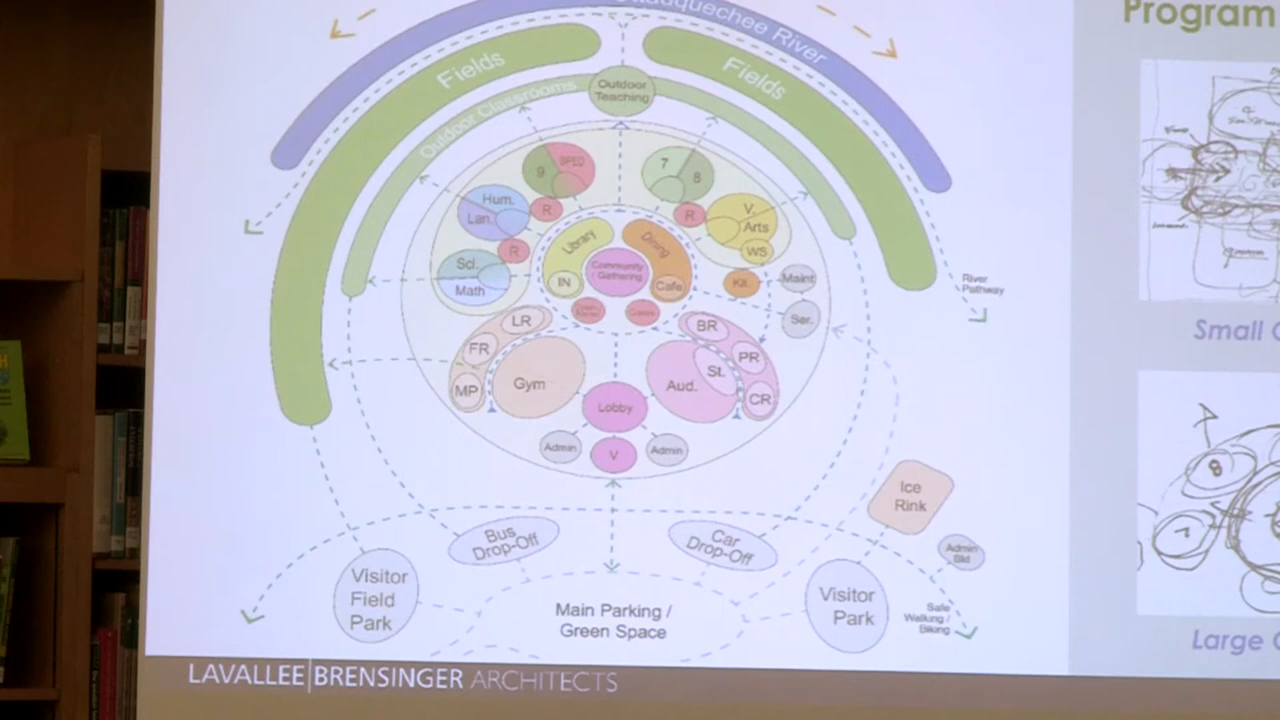 Program
uquechee River
Fields
Fields
Outdoor Classrooms
Outdoor
Teaching
9
SPED
7
8
Hum.
Lan.
R
R
V.
Arts
WS
Library
Dining
Community
Gathering
Sci.
Math
R
IN
Cafe
Kit.
Maint
Ser.
River
Pathway
LR
FR
MP
Gym
BR
PR
St.
Aud.
CR
Lobby
Admin
V
Admin
Small
Ice
Rink
Bus
Drop-Off
Car
Drop-Off
Admin
Bld
Visitor
Field
Park
Main Parking /
Green Space
Visitor
Park
Safe
Walking /
Biking
Large
LAVALLEE|BRENSINGER ARCHITECTS